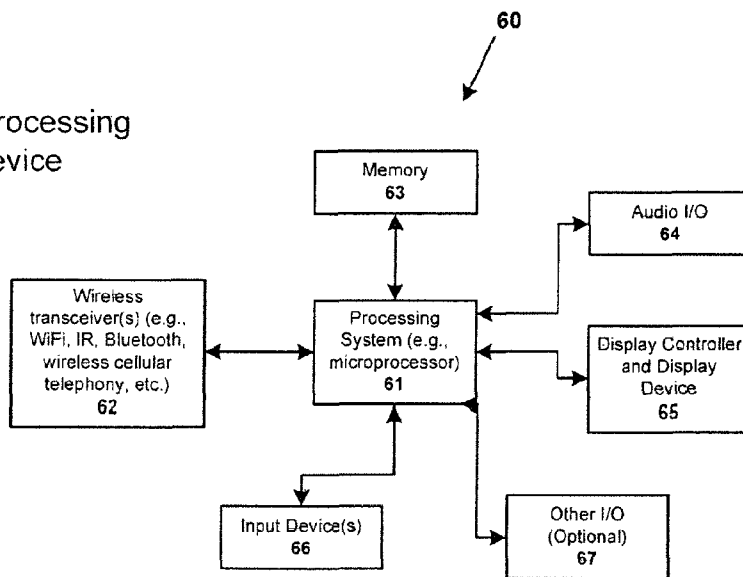 60
rocessing
evice
Memory
63
Audio I/O
64
Wireless
transceiver(s) (e.g.,
WiFi, IR, Bluetooth,
wireless cellular
telephony, etc.)
62
Processing
System (e.g.,
microprocessor)
61
Display Controller
and Display
Device
65
Input Device(s)
66
Other I/O
(Optional)
67